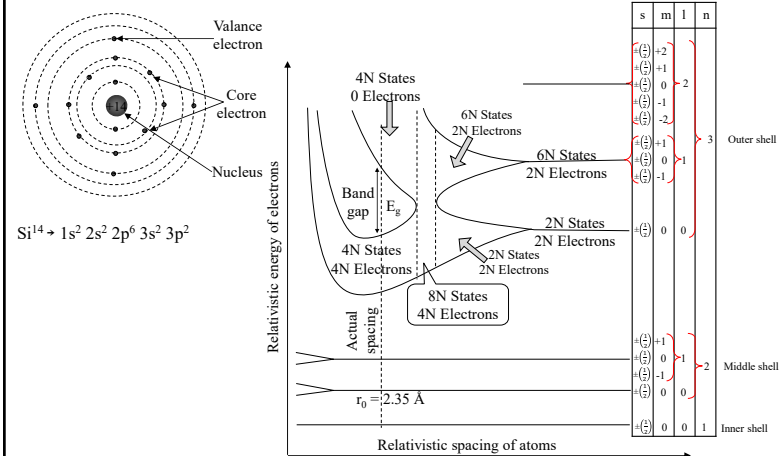 Valance
electron
Core
electron
Nucleus
+14
Si¹⁴→ 1s² 2s² 2p⁶ 3s² 3p²
Relativistic energy of electrons
4N States
0 Electrons
6N States
2N Electrons
6N States
2N Electrons
Band
gap
E_g
2N States
2N Electrons
4N States
4N Electrons
2N States
2N Electrons
8N States
4N Electrons
Actual
spacing
r₀ = 2.35 Å
Relativistic spacing of atoms
s m l n
±(1/2) +2
±(1/2) +1
±(1/2) 0 2
±(1/2) -1
±(1/2) -2
3 Outer shell
±(1/2) +1
±(1/2) 0 1
±(1/2) -1
±(1/2) 0 0
±(1/2) +1
±(1/2) 0 1
2 Middle shell
±(1/2) -1
±(1/2) 0 0
±(1/2) 0 0 1 Inner shell